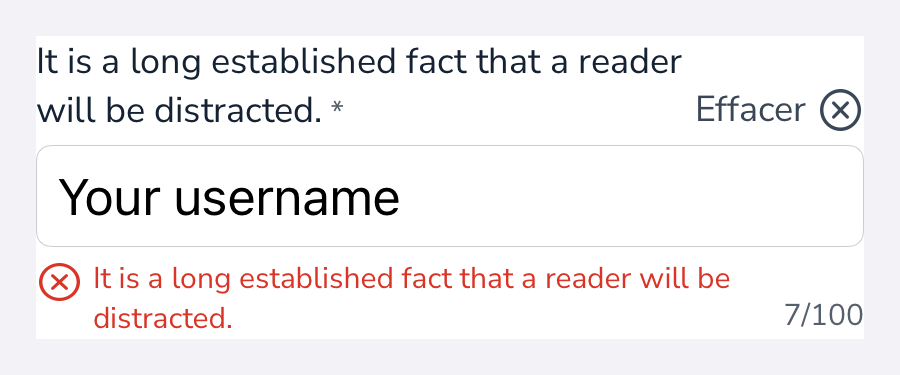 It is a long established fact that a reader
will be distracted. *
Effacer
Your username
It is a long established fact that a reader will be
distracted.
7/100